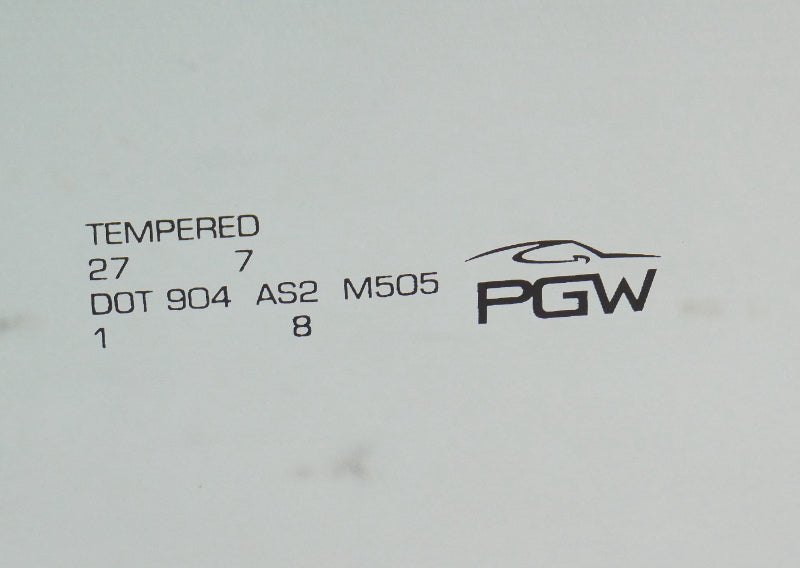 TEMPERED
27 7
DOT 904 AS2 M505
1 8
PGW